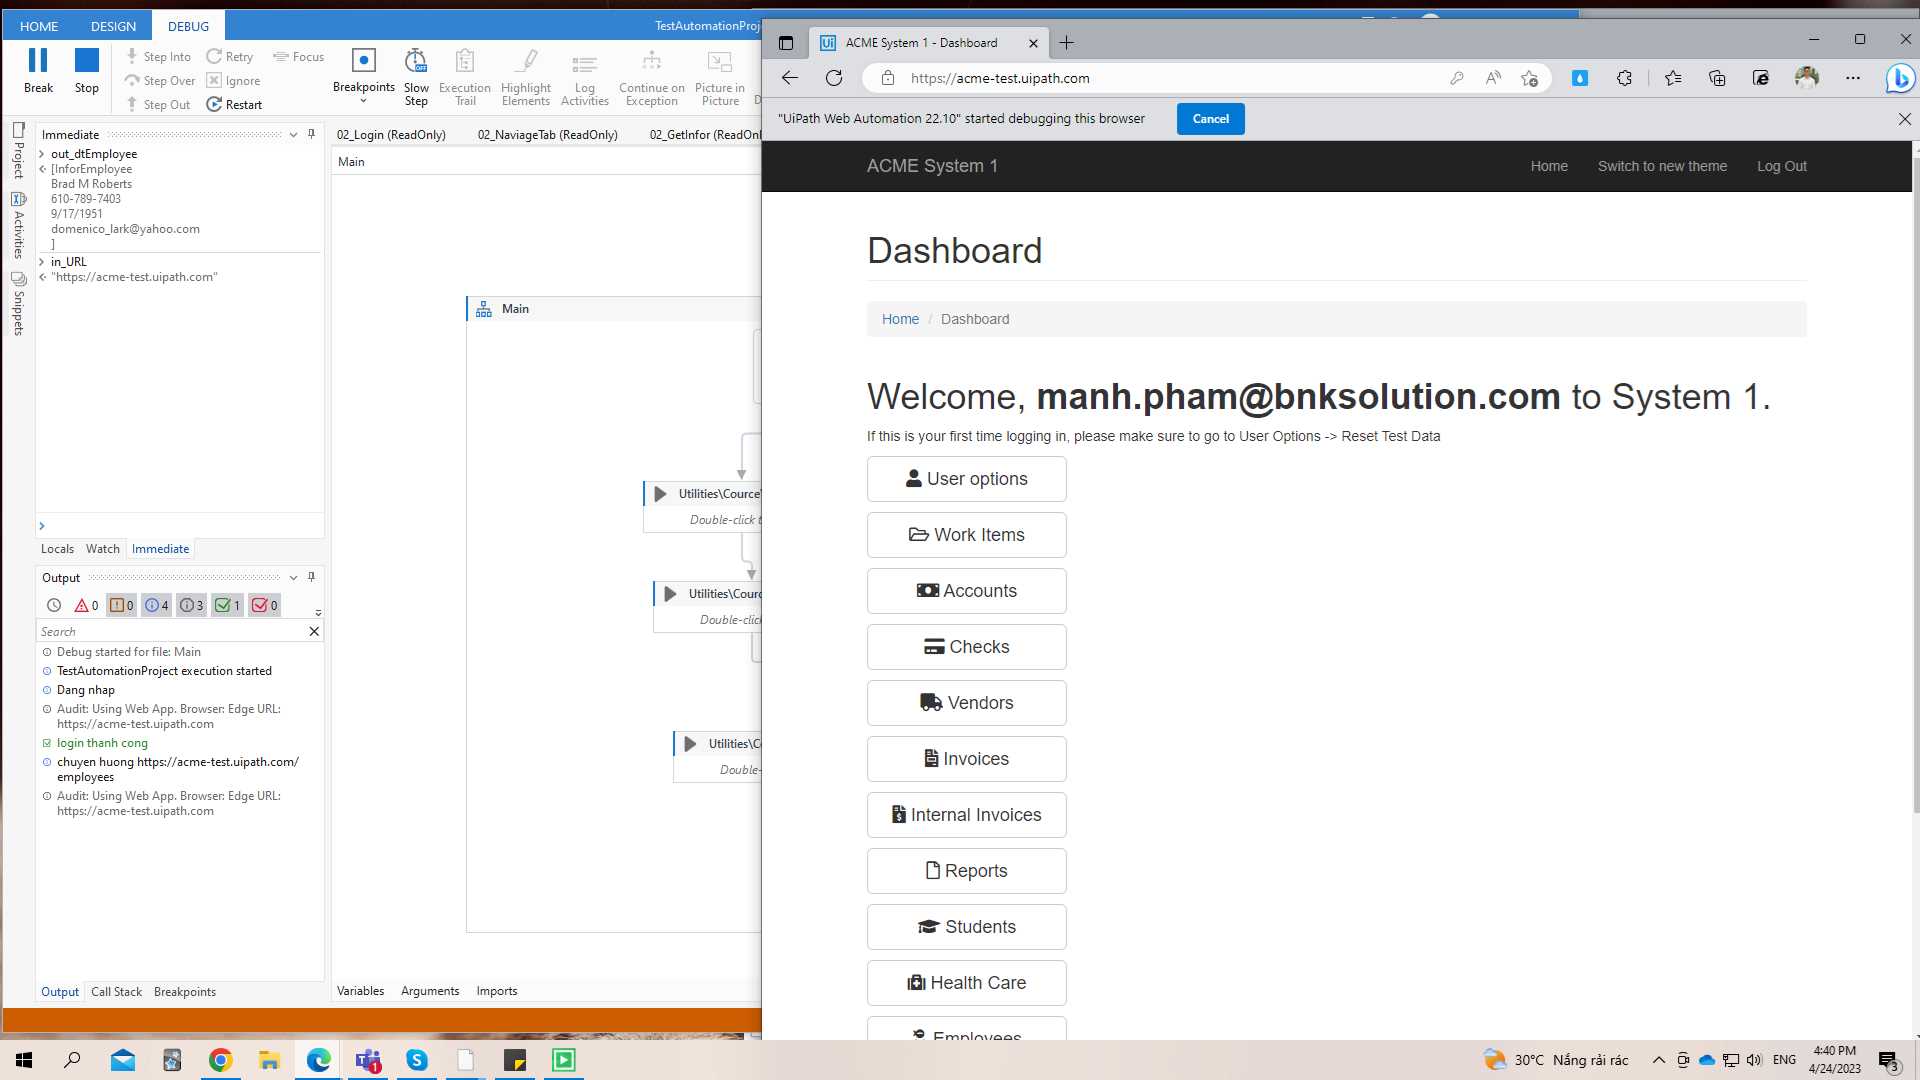 HOME DESIGN DEBUG
TestAutomationProj
Break
Stop
Step Into
Step Over
Step Out
Retry
Ignore
Restart
Focus
Breakpoints
Slow Step
Execution Trail
Highlight Elements
Log Activities
Continue on Exception
Picture in Picture
Project
Activities
Snippets
Immediate
out_dtEmployee
[InforEmployee
Brad M Roberts
610-789-7403
9/17/1951
domenico_lark@yahoo.com
]
in_URL
"https://acme-test.uipath.com"
Locals Watch Immediate
Output
0 0 4 3 1 0
Search
Debug started for file: Main
TestAutomationProject execution started
Dang nhap
Audit: Using Web App. Browser: Edge URL:
https://acme-test.uipath.com
login thanh cong
chuyen huong https://acme-test.uipath.com/
employees
Audit: Using Web App. Browser: Edge URL:
https://acme-test.uipath.com
Output Call Stack Breakpoints
02_Login (ReadOnly) 02_NaviageTab (ReadOnly) 02_GetInfor (ReadOnl
Main
Main
Utilities\Cource\
Double-click t
Utilities\Courc
Double-clic
Utilities\C
Double-
Variables Arguments Imports
Ui ACME System 1 - Dashboard
https://acme-test.uipath.com
"UiPath Web Automation 22.10" started debugging this browser Cancel
ACME System 1 Home Switch to new theme Log Out
Dashboard
Home / Dashboard
Welcome, manh.pham@bnksolution.com to System 1.
If this is your first time logging in, please make sure to go to User Options -> Reset Test Data
User options
Work Items
Accounts
Checks
Vendors
Invoices
Internal Invoices
Reports
Students
Health Care
Employees
30°C Nắng rải rác
ENG
4:40 PM
4/24/2023
3
1